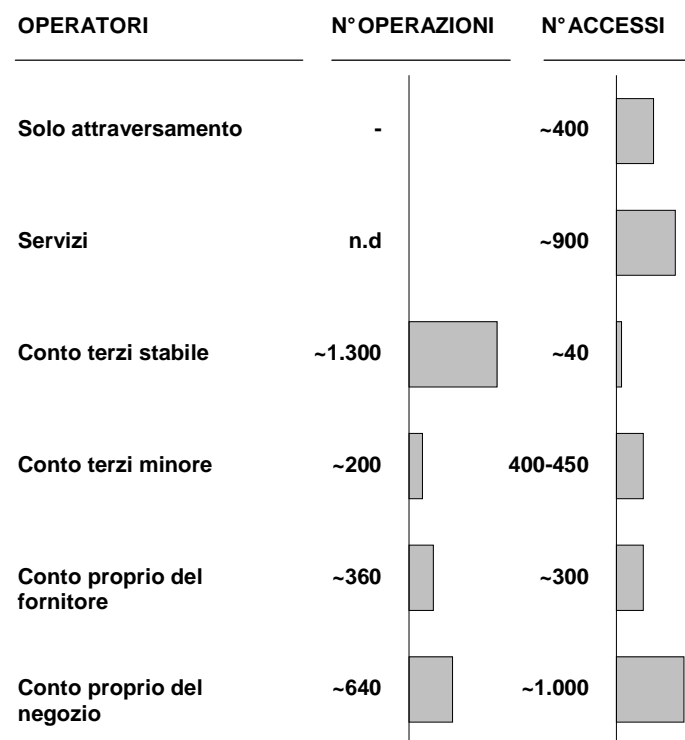 OPERATORI N° OPERAZIONI N° ACCESSI
Solo attraversamento - ~400
Servizi n.d ~900
Conto terzi stabile ~1.300 ~40
Conto terzi minore ~200 400-450
Conto proprio del ~360 ~300
fornitore
Conto proprio del ~640 ~1.000
negozio